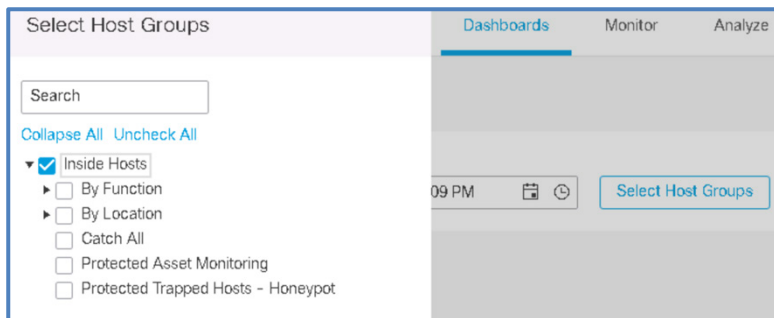 Select Host Groups
Dashboards Monitor Analyze
Search
Collapse All Uncheck All
Inside Hosts
By Function
09 PM Select Host Groups
By Location
Catch All
Protected Asset Monitoring
Protected Trapped Hosts - Honeypot